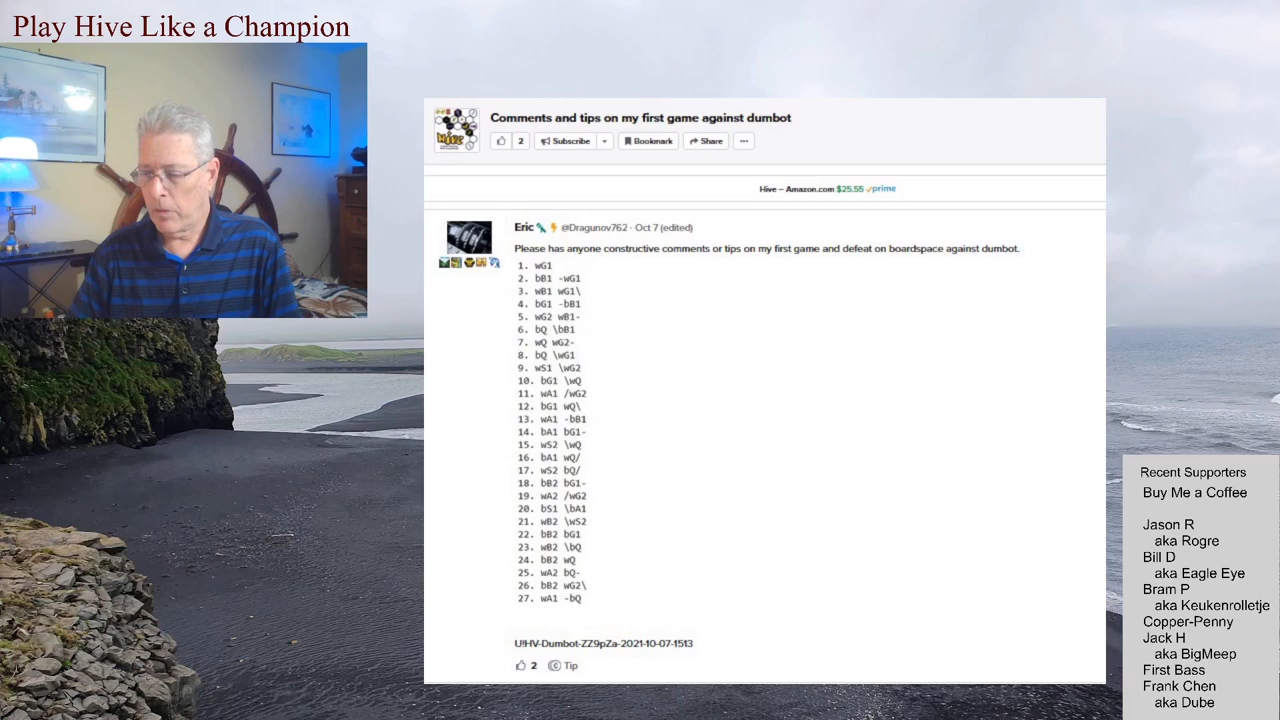 Play Hive Like a Champion
Comments and tips on my first game against dumbot
2 Subscribe Bookmark Share
Hive – Amazon.com $25.55 prime
Eric @Dragunov762 · Oct 7 (edited)
Please has anyone constructive comments or tips on my first game and defeat on boardspace against dumbot.
1. wG1
2. bB1 -wG1
3. wB1 wG1\
4. bG1 -bB1
5. wG2 wB1-
6. bQ \bB1
7. wQ wG2-
8. bQ \wG1
9. wS1 \wG2
10. bG1 \wQ
11. wA1 /wG2
12. bG1 wQ\
13. wA1 -bB1
14. bA1 bG1-
15. wS2 \wQ
16. bA1 wQ/
17. wS2 bQ/
18. bB2 bG1-
19. wA2 /wG2
20. bS1 \bA1
21. wB2 \wS2
22. bB2 bG1
23. wB2 \bQ
24. bB2 wQ
25. wA2 bQ-
26. bB2 wG2\
27. wA1 -bQ
U!HV-Dumbot-ZZ9pZa-2021-10-07-1513
2 Tip
Recent Supporters
Buy Me a Coffee
Jason R
aka Rogre
Bill D
aka Eagle Eye
Bram P
aka Keukenrolletje
Copper-Penny
Jack H
aka BigMeep
First Bass
Frank Chen
aka Dube